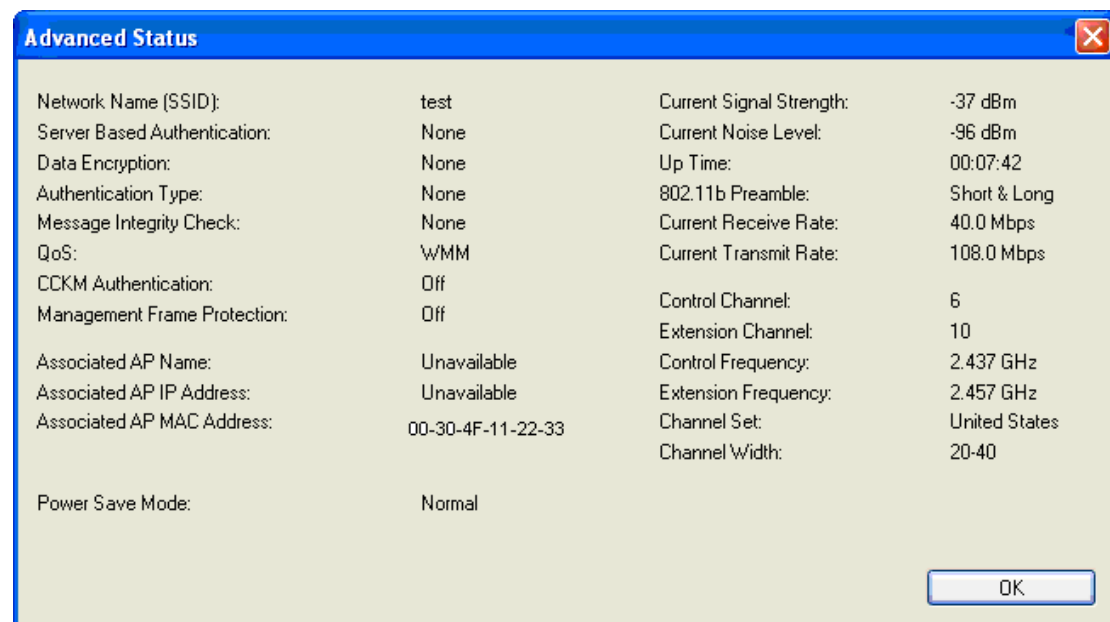 Advanced Status
Network Name (SSID): test
Server Based Authentication: None
Data Encryption: None
Authentication Type: None
Message Integrity Check: None
QoS: WMM
CCKM Authentication: Off
Management Frame Protection: Off
Associated AP Name: Unavailable
Associated AP IP Address: Unavailable
Associated AP MAC Address: 00-30-4F-11-22-33
Power Save Mode: Normal
Current Signal Strength: -37 dBm
Current Noise Level: -96 dBm
Up Time: 00:07:42
802.11b Preamble: Short & Long
Current Receive Rate: 40.0 Mbps
Current Transmit Rate: 108.0 Mbps
Control Channel: 6
Extension Channel: 10
Control Frequency: 2.437 GHz
Extension Frequency: 2.457 GHz
Channel Set: United States
Channel Width: 20-40
OK